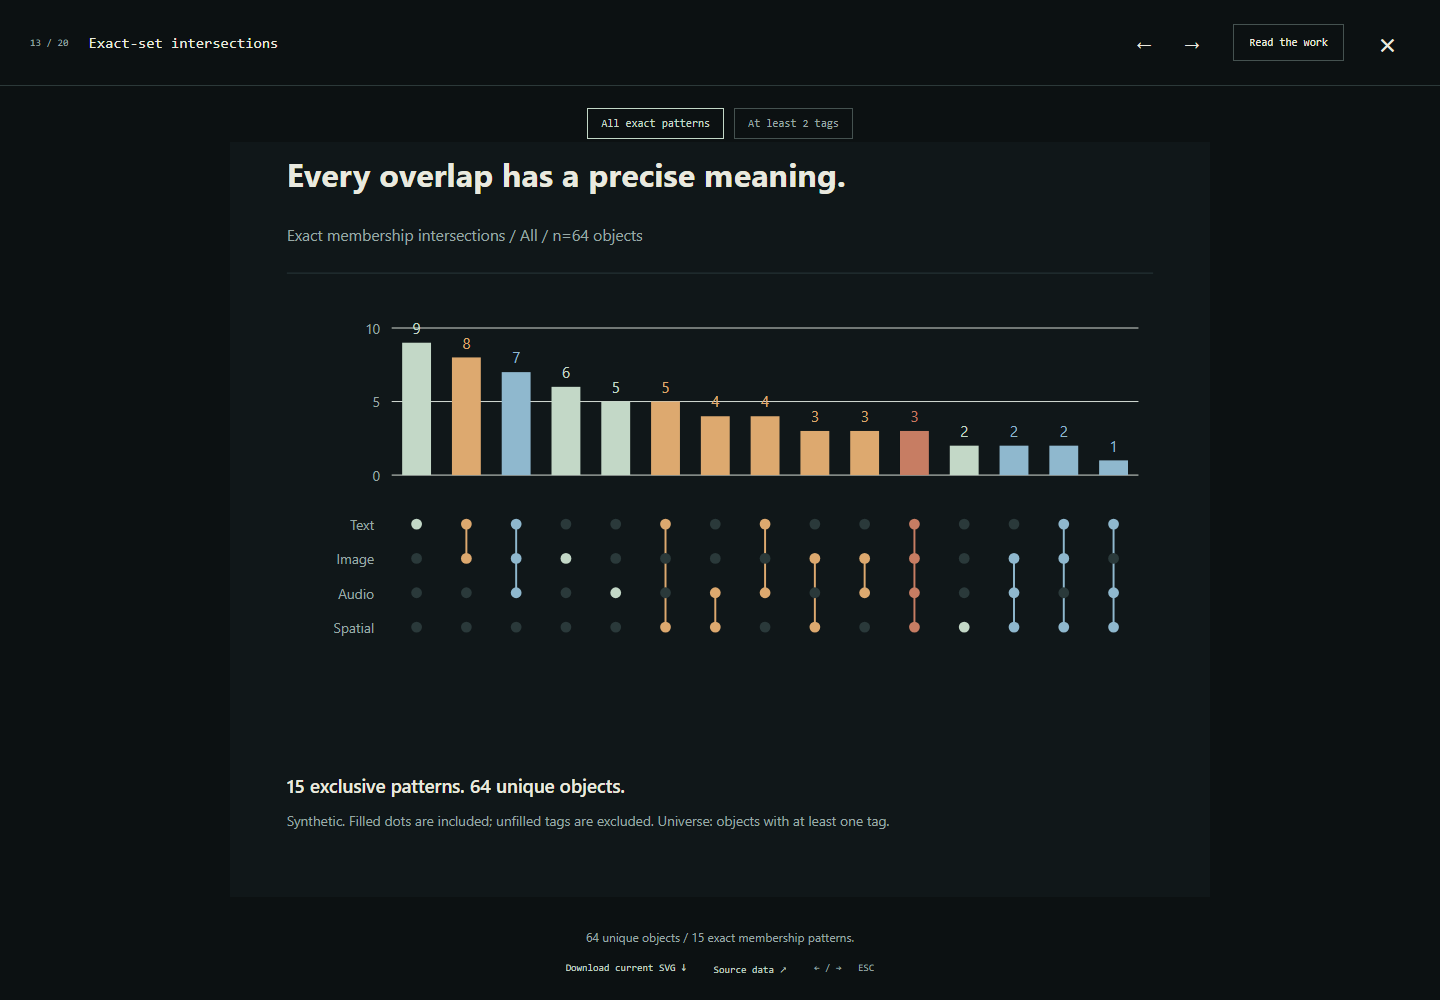 13 / 20 Exact-set intersections ← → Read the work ✕
All exact patterns At least 2 tags
Every overlap has a precise meaning.
Exact membership intersections / All / n=64 objects
10
5
0
9 8 7 6 5 5 4 4 3 3 3 2 2 2 1
Text
Image
Audio
Spatial
15 exclusive patterns. 64 unique objects.
Synthetic. Filled dots are included; unfilled tags are excluded. Universe: objects with at least one tag.
64 unique objects / 15 exact membership patterns.
Download current SVG ↓ Source data ↗ ← / → ESC